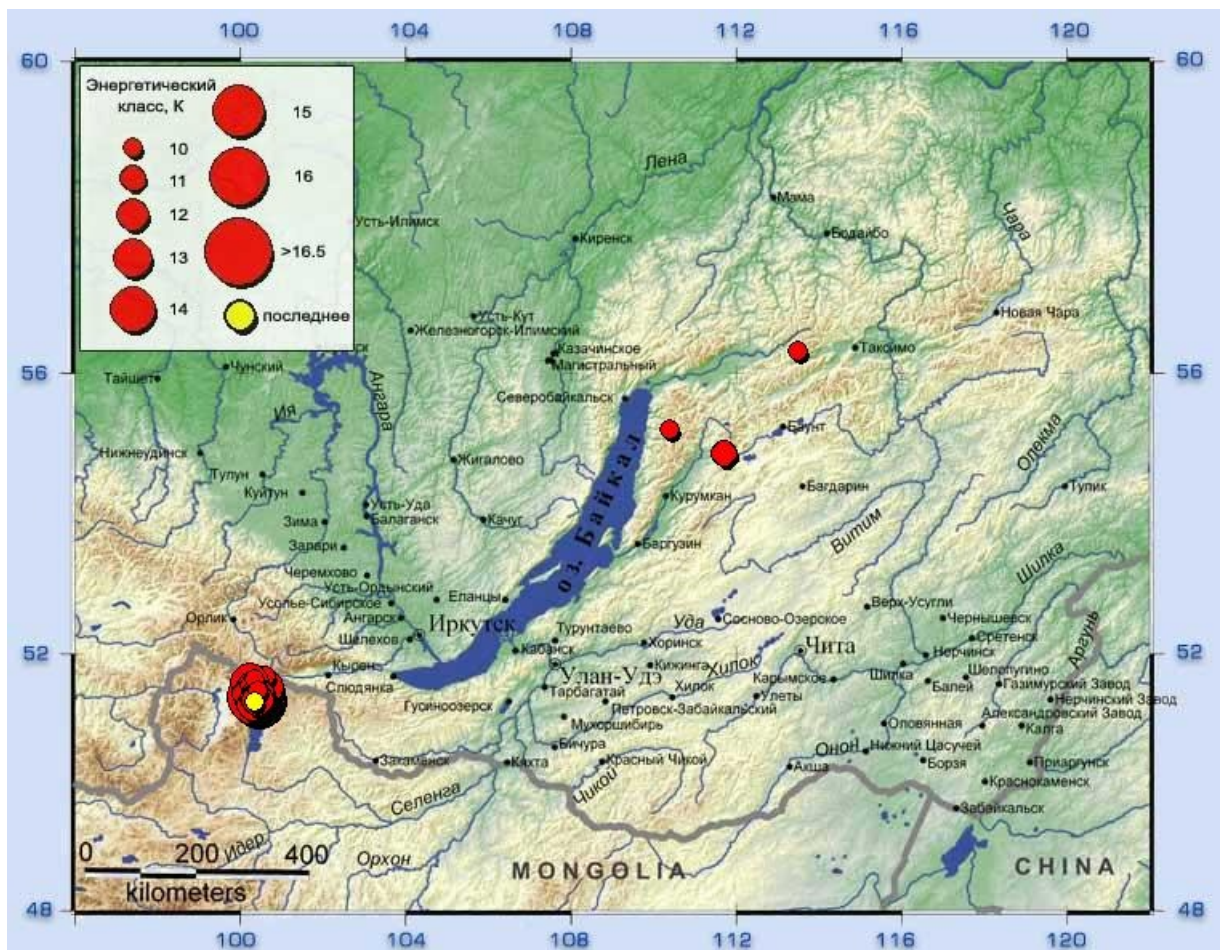 100 104 108 112 116 120
60 60
Энергетический
класс, К
10
11
12
13
14
15
16
>16.5
последнее
Усть-Илимск
Лена
Мама
Чара
Киренск
Бодайбо
Усть-Кут
Железногорск-Илимский
Новая Чара
Казачинское
Магистральный
Таксимо
56 56
Чунский
Тайшет
Ангара
Северобайкальск
Ия
Баунт
Олекма
Нижнеудинск
Жигалово
Тулун
Куйтун
Курумкан
Багдарин
Тупик
Усть-Уда
Балаганск
Зима
Качуг
оз. Байкал
Витим
Залари
Баргузин
Шилка
Черемхово
Усть-Ордынский
Усолье-Сибирское
Еланцы
Верх-Усугли
Орлик
Ангарск
Иркутск
Уда
Сосново-Озерское
Чернышевск
Аргунь
Шелехов
Турунтаево
Хоринск
Сретенск
52 52
Кабанск
Чита
Нерчинск
Кырен
Улан-Удэ
Кижинга
Хилок
Карымское
Шилка
Шелопугино
Слюдянка
Тарбагатай
Хилок
Улеты
Балей
Газимурский Завод
Гусиноозерск
Петровск-Забайкальский
Нерчинский Завод
Мухоршибирь
Оловянная
Александровский Завод
Калга
Бичура
Онон
Нижний Цасучей
Закаменск
Кяхта
Красный Чикой
Акша
Борзя
Приаргунск
Чикой
Краснокаменск
Селенга
Забайкальск
Идер
Орхон
0 200 400
kilometers
MONGOLIA
CHINA
48 48
100 104 108 112 116 120